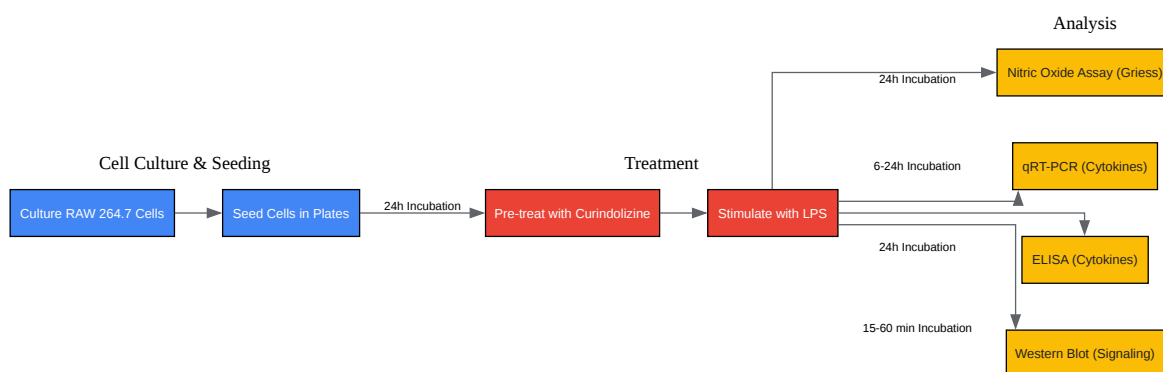 Analysis
Nitric Oxide Assay (Griess)
24h Incubation
Cell Culture & Seeding
Treatment
6-24h Incubation
qRT-PCR (Cytokines)
Culture RAW 264.7 Cells
Seed Cells in Plates
24h Incubation
Pre-treat with Curindolizine
Stimulate with LPS
24h Incubation
ELISA (Cytokines)
15-60 min Incubation
Western Blot (Signaling)